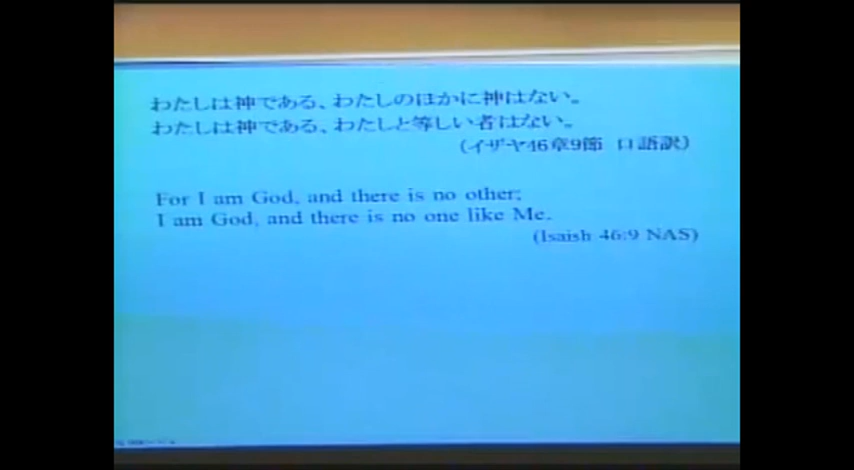 わたしは神である、わたしのほかに神はない。
わたしは神である、わたしと等しい者はない。
(イザヤ46章9節 口語訳)
For I am God, and there is no other;
I am God, and there is no one like Me.
(Isaish 46:9 NAS)